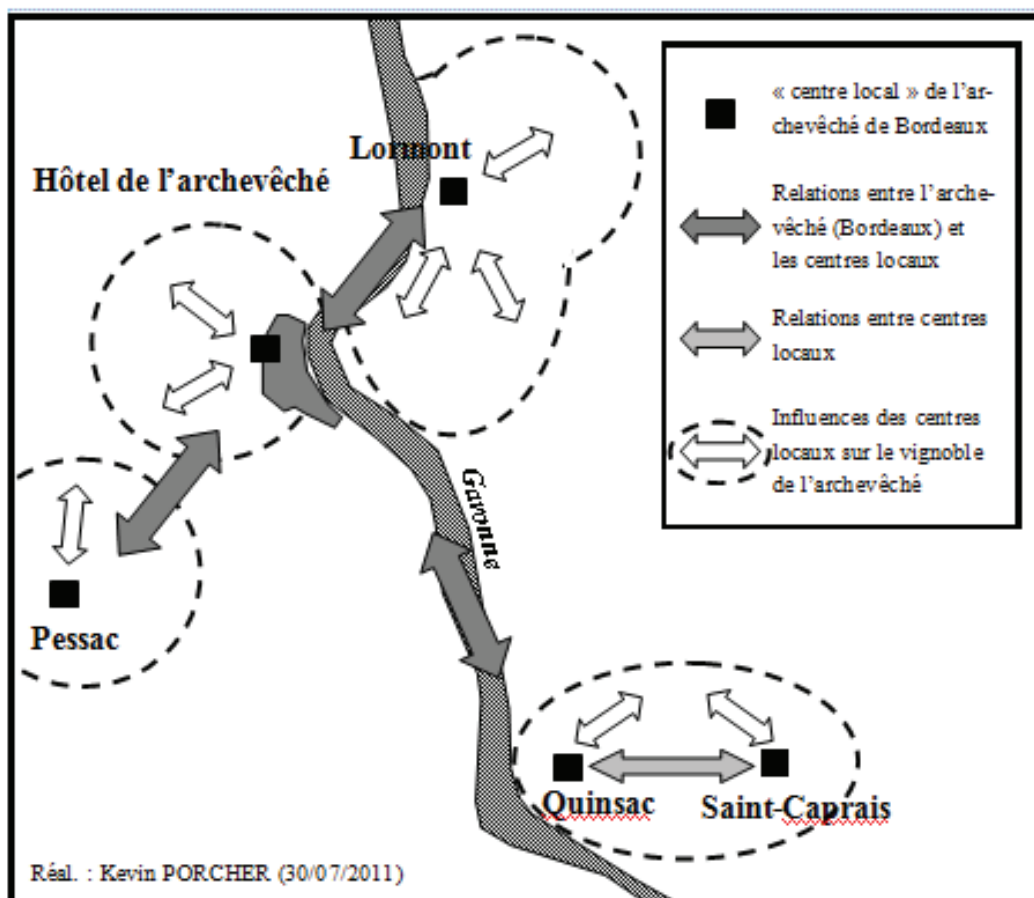 « centre local » de l'ar-
chevêché de Bordeaux
Relations entre l'arche-
vêché (Bordeaux) et
les centres locaux
Relations entre centres
locaux
Influences des centres
locaux sur le vignoble
de l'archevêché
Lormont
Hôtel de l'archevêché
Garonne
Pessac
Quinsac
Saint-Caprais
Réal. : Kevin PORCHER (30/07/2011)